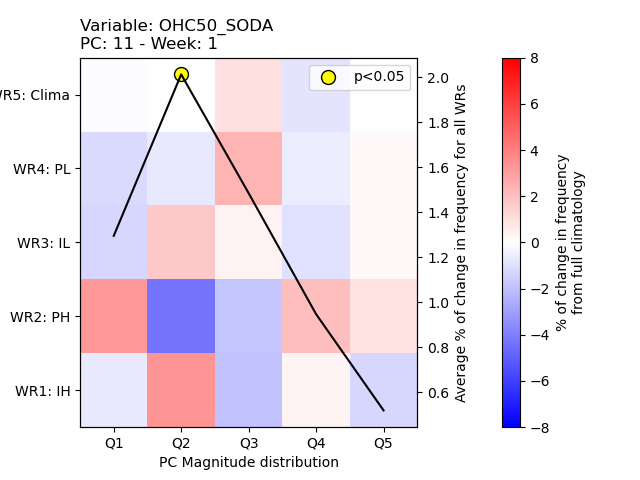 Variable: OHC50_SODA
PC: 11 - Week: 1
p<0.05
WR5: Clima
WR4: PL
WR3: IL
WR2: PH
WR1: IH
Q1 Q2 Q3 Q4 Q5
PC Magnitude distribution
2.0
1.8
1.6
1.4
1.2
1.0
0.8
0.6
Average % of change in frequency for all WRs
8
6
4
2
0
−2
−4
−6
−8
% of change in frequency
from full climatology